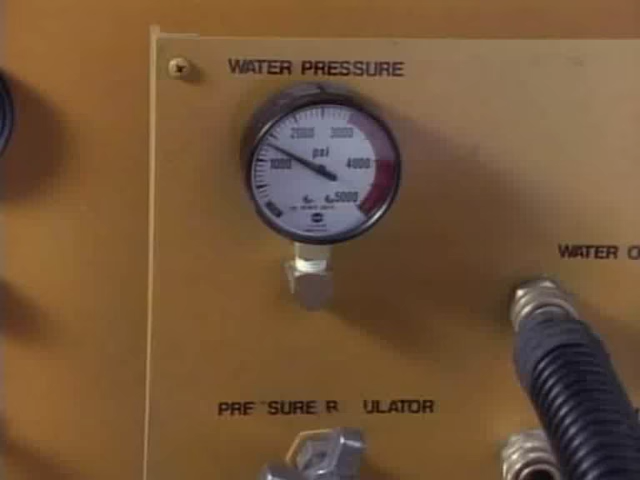 WATER PRESSURE
2000 3000
psi
1000 4000
5000
WATER O
PRE SURE R ULATOR